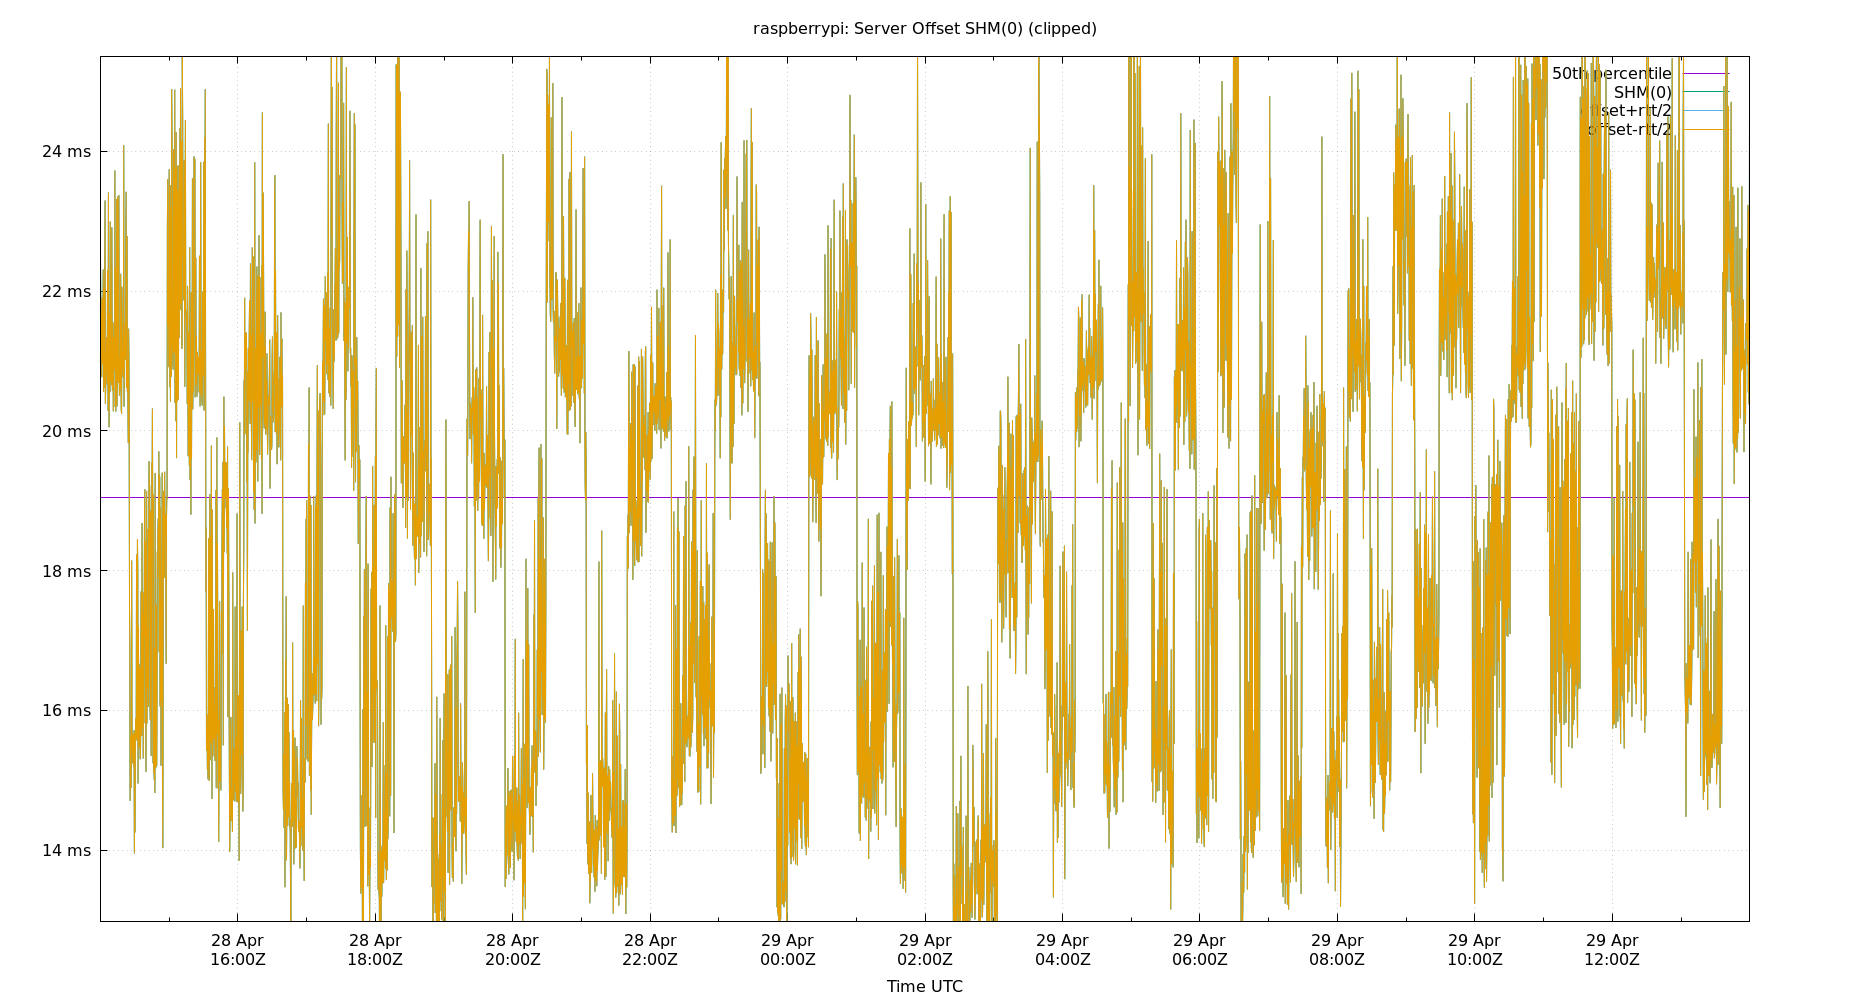 raspberrypi: Server Offset SHM(0) (clipped)
50th percentile
SHM(0)
offset+rtt/2
offset-rtt/2
24 ms
22 ms
20 ms
18 ms
16 ms
14 ms
28 Apr 28 Apr 28 Apr 28 Apr 29 Apr 29 Apr 29 Apr 29 Apr 29 Apr 29 Apr 29 Apr
16:00Z 18:00Z 20:00Z 22:00Z 00:00Z 02:00Z 04:00Z 06:00Z 08:00Z 10:00Z 12:00Z
Time UTC